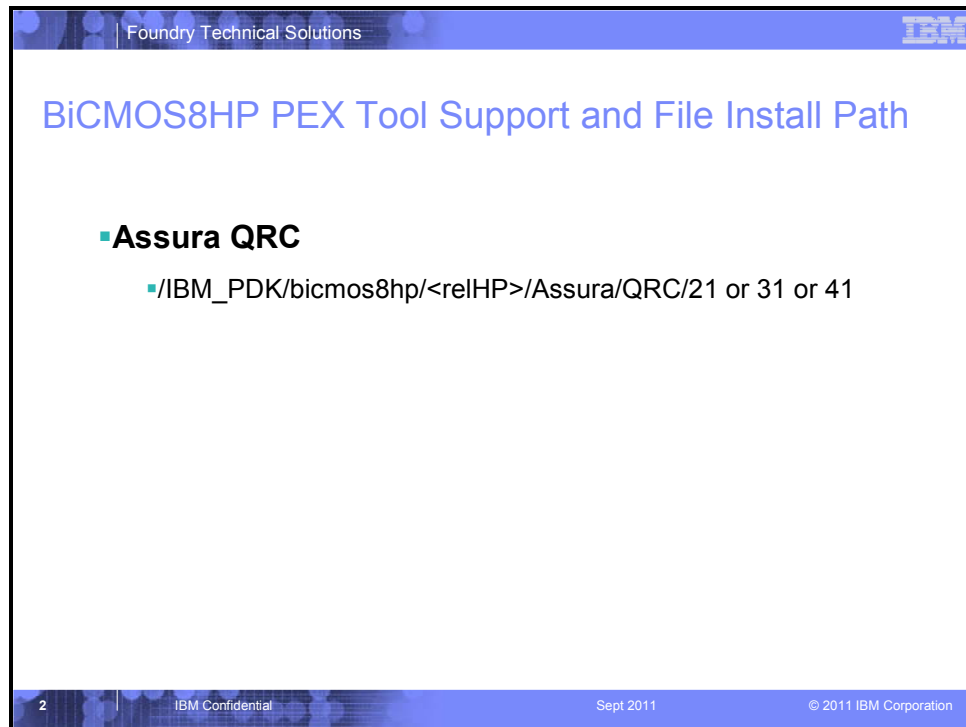 Foundry Technical Solutions
IBM
BiCMOS8HP PEX Tool Support and File Install Path
▪Assura QRC
▪/IBM_PDK/bicmos8hp/<relHP>/Assura/QRC/21 or 31 or 41
2 IBM Confidential Sept 2011 © 2011 IBM Corporation